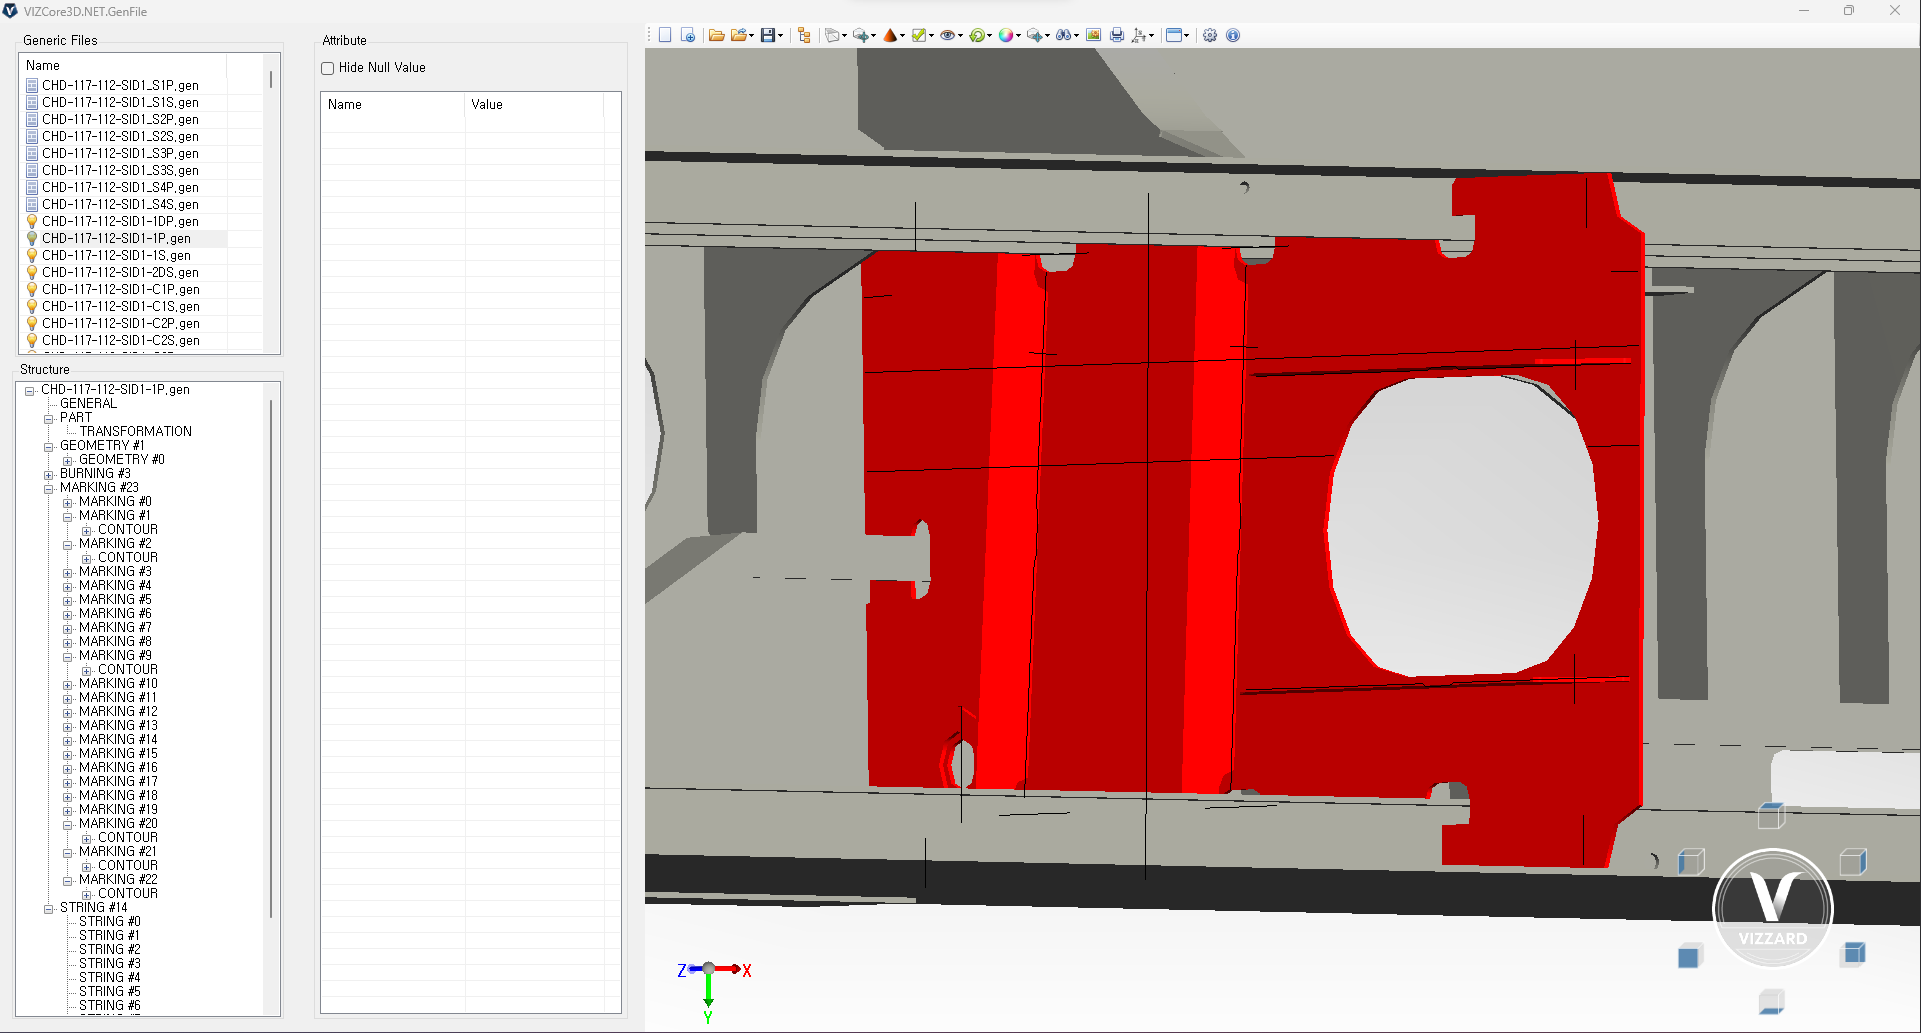 VIZCore3D.NET.GenFile
Generic Files
Name
CHD-117-112-SID1_S1P.gen
CHD-117-112-SID1_S1S.gen
CHD-117-112-SID1_S2P.gen
CHD-117-112-SID1_S2S.gen
CHD-117-112-SID1_S3P.gen
CHD-117-112-SID1_S3S.gen
CHD-117-112-SID1_S4P.gen
CHD-117-112-SID1_S4S.gen
CHD-117-112-SID1-1DP.gen
CHD-117-112-SID1-1P.gen
CHD-117-112-SID1-1S.gen
CHD-117-112-SID1-2DS.gen
CHD-117-112-SID1-C1P.gen
CHD-117-112-SID1-C1S.gen
CHD-117-112-SID1-C2P.gen
CHD-117-112-SID1-C2S.gen
Structure
CHD-117-112-SID1-1P.gen
GENERAL
PART
TRANSFORMATION
GEOMETRY #1
GEOMETRY #0
BURNING #3
MARKING #23
MARKING #0
MARKING #1
CONTOUR
MARKING #2
CONTOUR
MARKING #3
MARKING #4
MARKING #5
MARKING #6
MARKING #7
MARKING #8
MARKING #9
CONTOUR
MARKING #10
MARKING #11
MARKING #12
MARKING #13
MARKING #14
MARKING #15
MARKING #16
MARKING #17
MARKING #18
MARKING #19
MARKING #20
CONTOUR
MARKING #21
CONTOUR
MARKING #22
CONTOUR
STRING #14
STRING #0
STRING #1
STRING #2
STRING #3
STRING #4
STRING #5
STRING #6
Attribute
Hide Null Value
Name Value
Z X
Y
V
VIZZARD